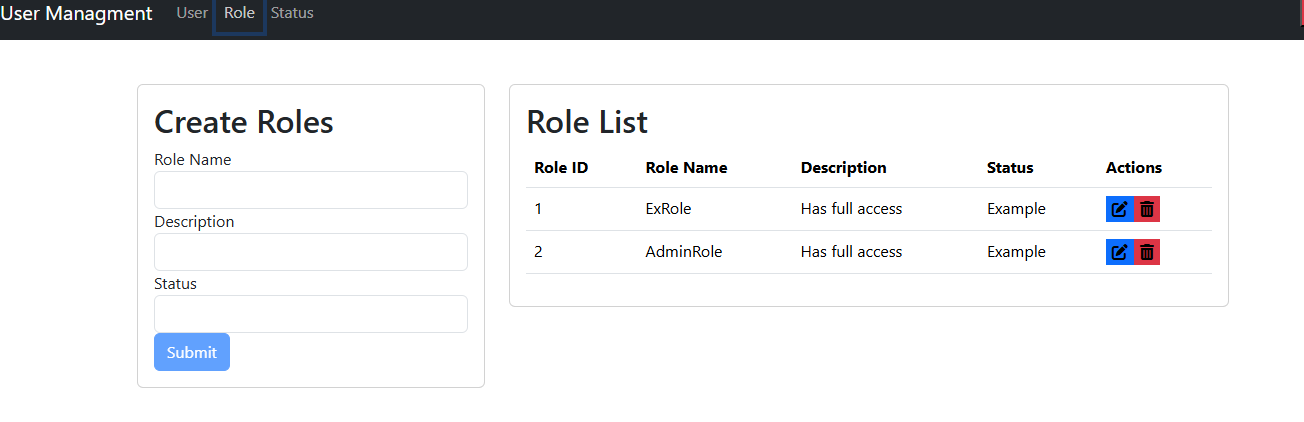 User Managment User Role Status
Create Roles
Role Name
Description
Status
Submit
Role List
Role ID Role Name Description Status Actions
1 ExRole Has full access Example
2 AdminRole Has full access Example